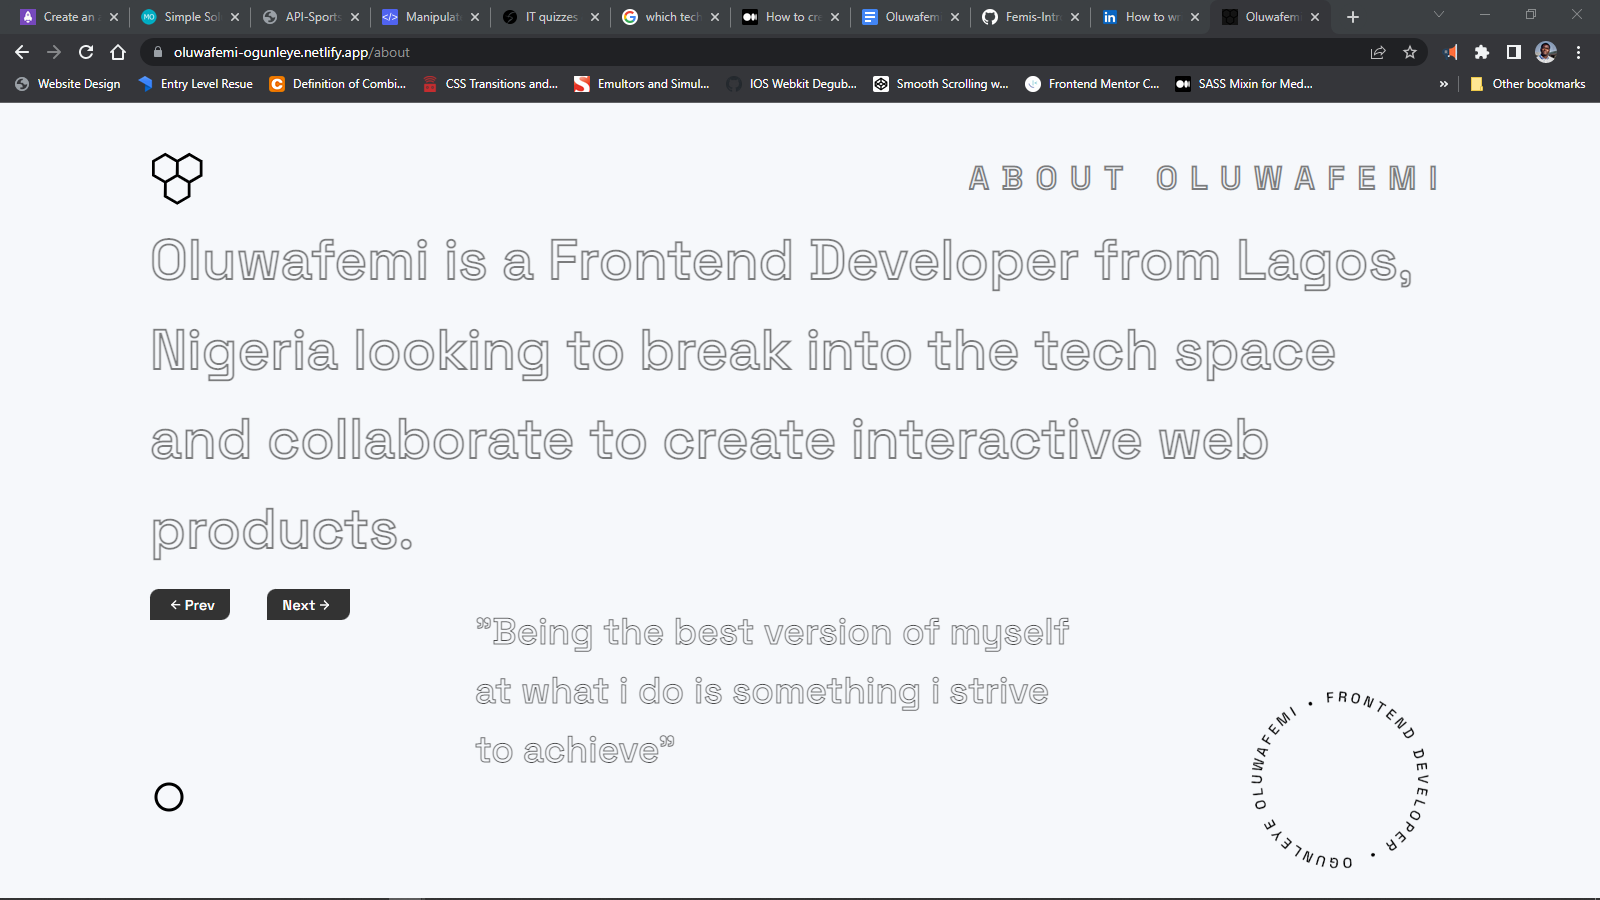 Create an
Simple Sol
API-Sports
Manipulat
IT quizzes
which tech
How to cre
Oluwafem
Femis-Intr
How to wr
Oluwafem
oluwafemi-ogunleye.netlify.app/about
Website Design
Entry Level Resue
Definition of Combi...
CSS Transitions and...
Emultors and Simul...
IOS Webkit Degub...
Smooth Scrolling w...
Frontend Mentor C...
SASS Mixin for Med...
»
Other bookmarks
ABOUT OLUWAFEMI
Oluwafemi is a Frontend Developer from Lagos,
Nigeria looking to break into the tech space
and collaborate to create interactive web
products.
← Prev
Next →
”Being the best version of myself
at what i do is something i strive
to achieve”
FRONTEND DEVELOPER • OGUNLEYE OLUWAFEMI •